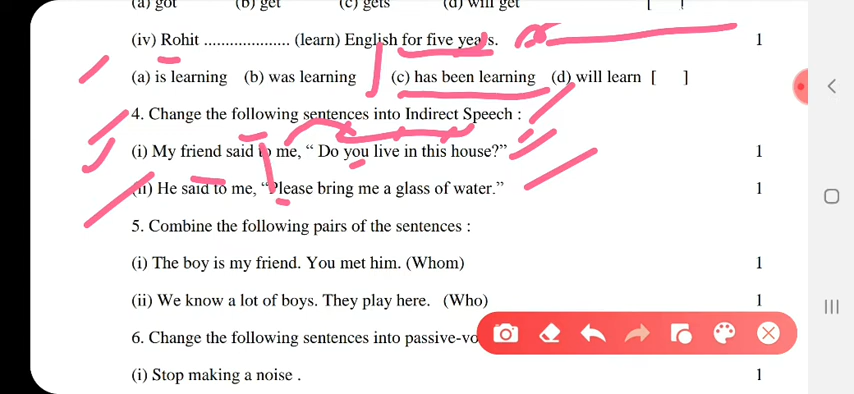 (a) got (b) get (c) gets (d) will get [ ]
(iv) Rohit .................... (learn) English for five years. 1
(a) is learning (b) was learning (c) has been learning (d) will learn [ ]
4. Change the following sentences into Indirect Speech : 
(i) My friend said to me, “ Do you live in this house?” 1
(ii) He said to me, “Please bring me a glass of water.” 1
5. Combine the following pairs of the sentences :
(i) The boy is my friend. You met him. (Whom) 1
(ii) We know a lot of boys. They play here. (Who) 1
6. Change the following sentences into passive-vo
(i) Stop making a noise . 1